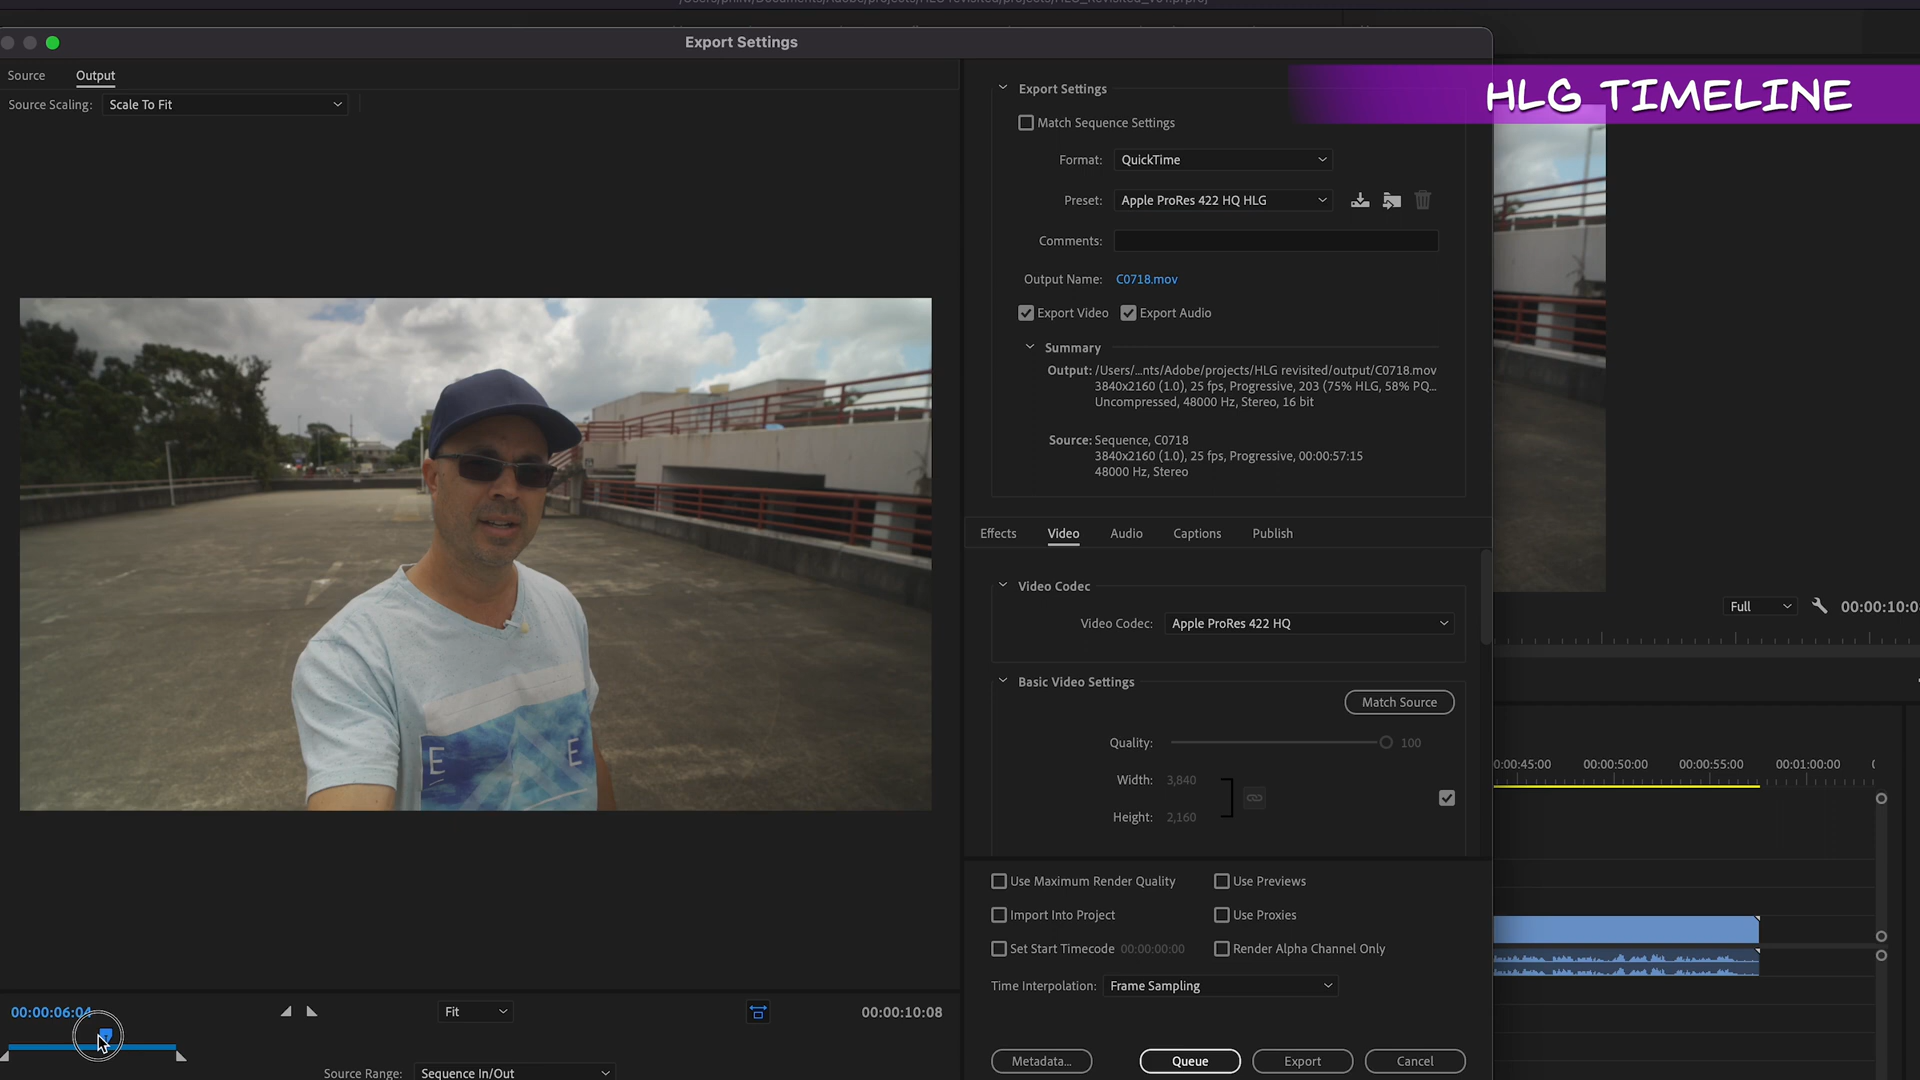 Export Settings
HLG TIMELINE
Source
Output
Source Scaling:
Scale To Fit
Export Settings
Match Sequence Settings
Format:
QuickTime
Preset:
Apple ProRes 422 HQ HLG
Comments:
Output Name:
C0718.mov
Export Video
Export Audio
Summary
Output: /Users/...nts/Adobe/projects/HLG revisited/output/C0718.mov
3840x2160 (1.0), 25 fps, Progressive, 203 (75% HLG, 58% PQ...
Uncompressed, 48000 Hz, Stereo, 16 bit
Source: Sequence, C0718
3840x2160 (1.0), 25 fps, Progressive, 00:00:57:15
48000 Hz, Stereo
Effects
Video
Audio
Captions
Publish
Video Codec
Video Codec:
Apple ProRes 422 HQ
Basic Video Settings
Match Source
Quality:
100
Width:
3,840
Height:
2,160
E
E
Use Maximum Render Quality
Use Previews
Import Into Project
Use Proxies
Set Start Timecode 00:00:00:00
Render Alpha Channel Only
Time Interpolation:
Frame Sampling
Metadata...
Queue
Export
Cancel
00:00:06:04
Fit
00:00:10:08
Source Range:
Sequence In/Out
Full
00:00:10:0
0:00:45:00
00:00:50:00
00:00:55:00
00:01:00:00